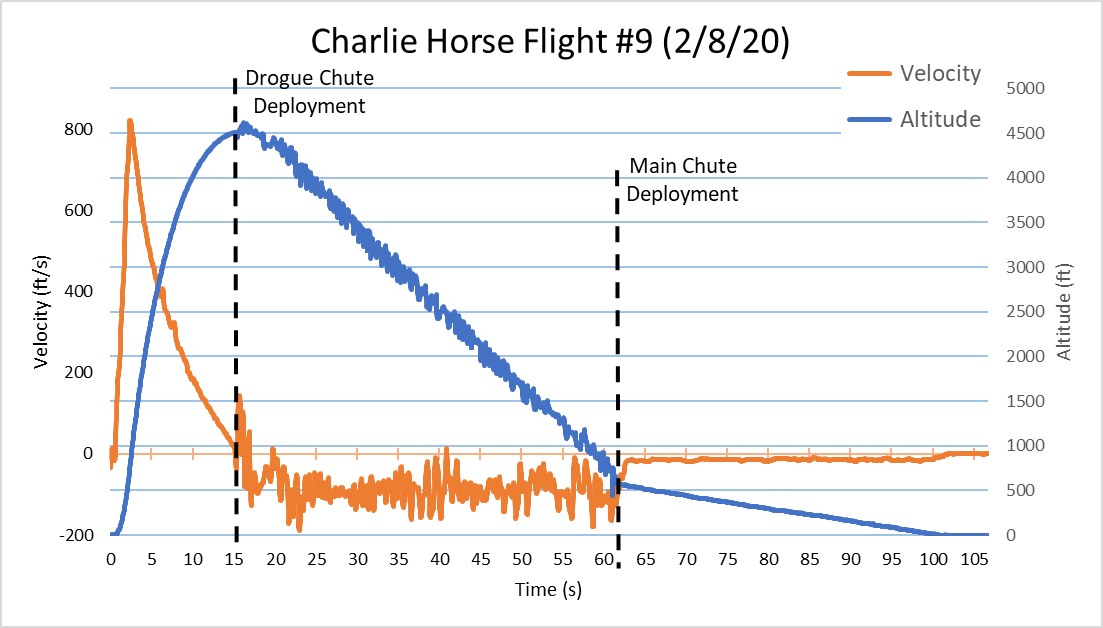 Charlie Horse Flight #9 (2/8/20)
Velocity
Altitude
Drogue Chute
Deployment
Main Chute
Deployment
Velocity (ft/s)
800
600
400
200
0
-200
5000
4500
4000
3500
3000
2500
2000
1500
1000
500
0
Altitude (ft)
0 5 10 15 20 25 30 35 40 45 50 55 60 65 70 75 80 85 90 95 100 105
Time (s)